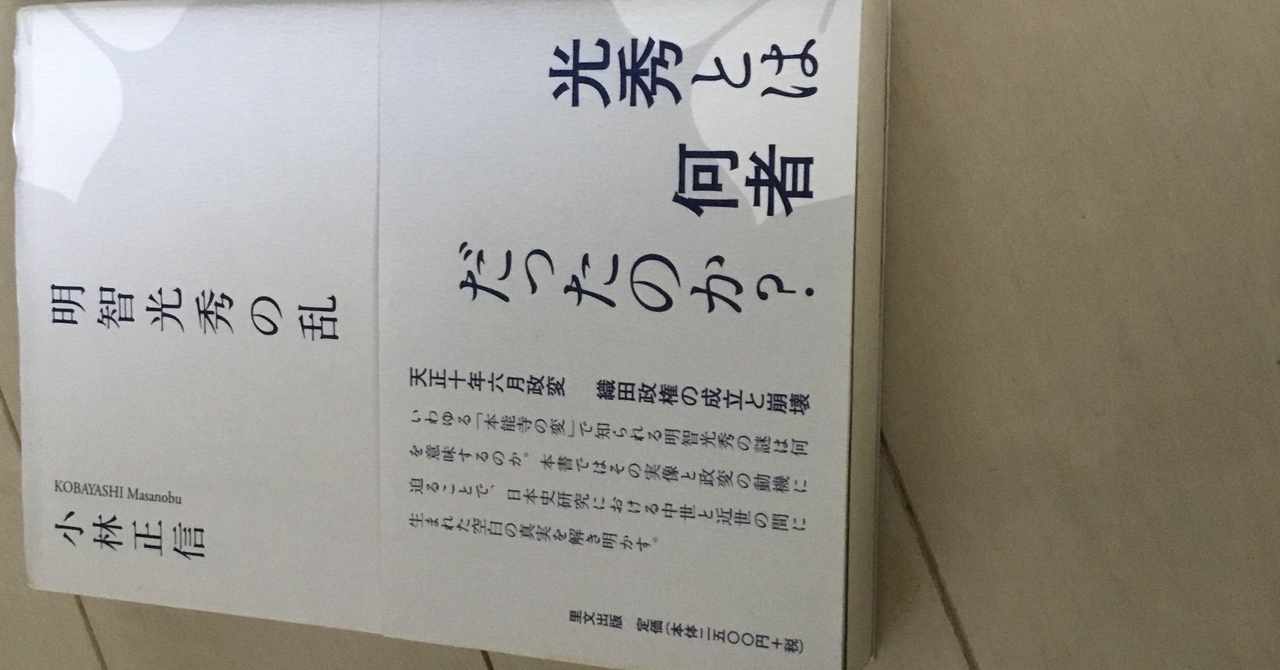 明智光秀の乱
KOBAYASHI Masanobu
小林正信
光秀とは
何者
だったのか?
天正十年六月政変　織田政権の成立と崩壊
いわゆる「本能寺の変」で知られる明智光秀の謎は何
を意味するのか。本書ではその実像と政変の動機に
迫ることで、日本史研究における中世と近世の間に
生まれた空白の真実を解き明かす。
里文出版　定価(本体二五〇〇円+税)